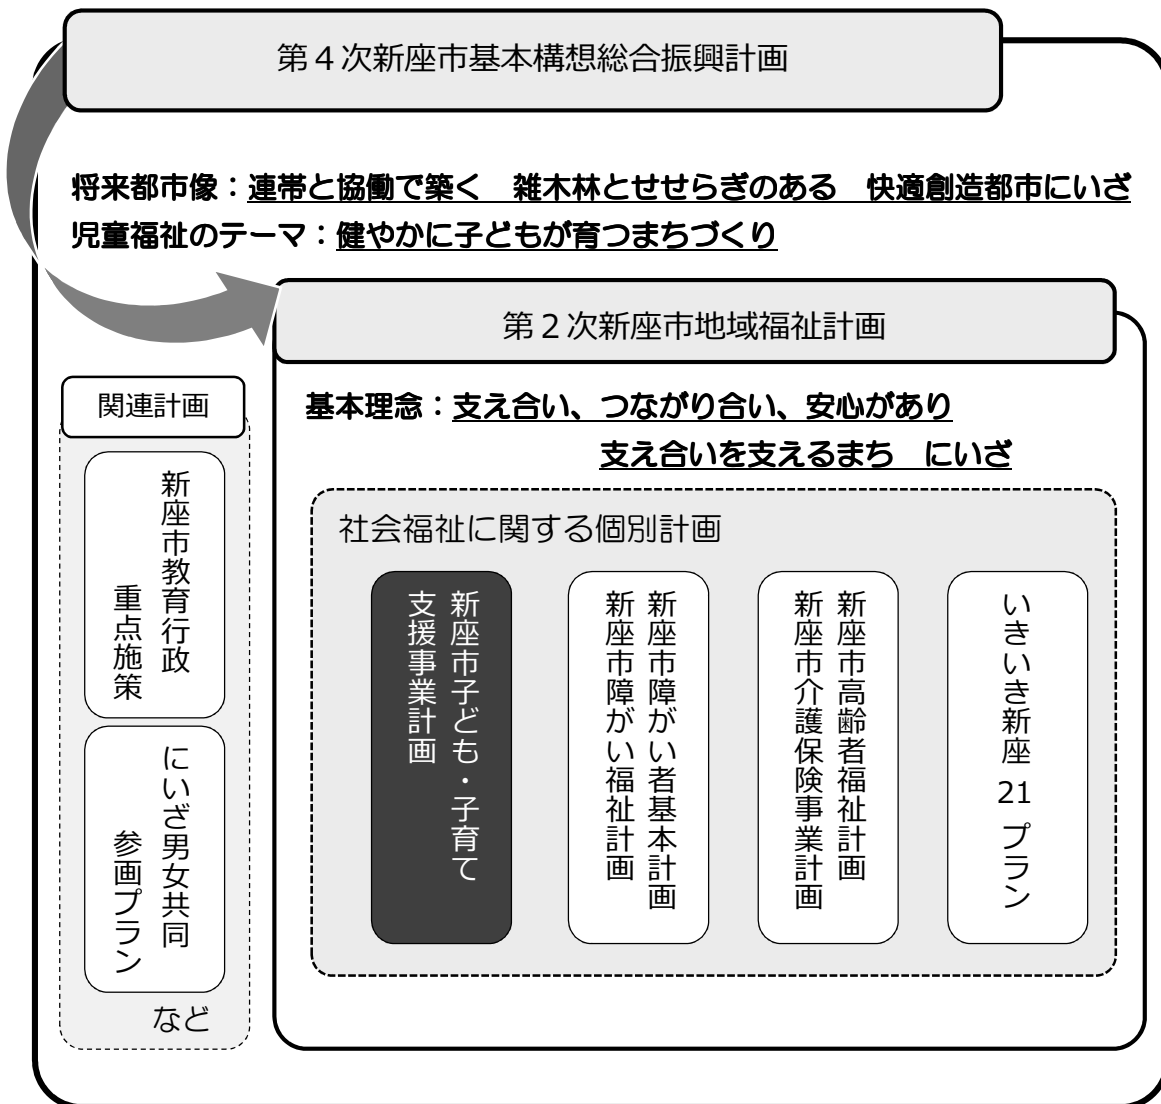 第４次新座市基本構想総合振興計画
将来都市像：連帯と協働で築く　雑木林とせせらぎのある　快適創造都市にいざ
児童福祉のテーマ：健やかに子どもが育つまちづくり
第２次新座市地域福祉計画
基本理念：支え合い、つながり合い、安心があり
支え合いを支えるまち　にいざ
関連計画
新座市教育行政
重点施策
にいざ男女共同
参画プラン
など
社会福祉に関する個別計画
新座市子ども・子育て
支援事業計画
新座市障がい者基本計画
新座市障がい福祉計画
新座市高齢者福祉計画
新座市介護保険事業計画
いきいき新座21プラン